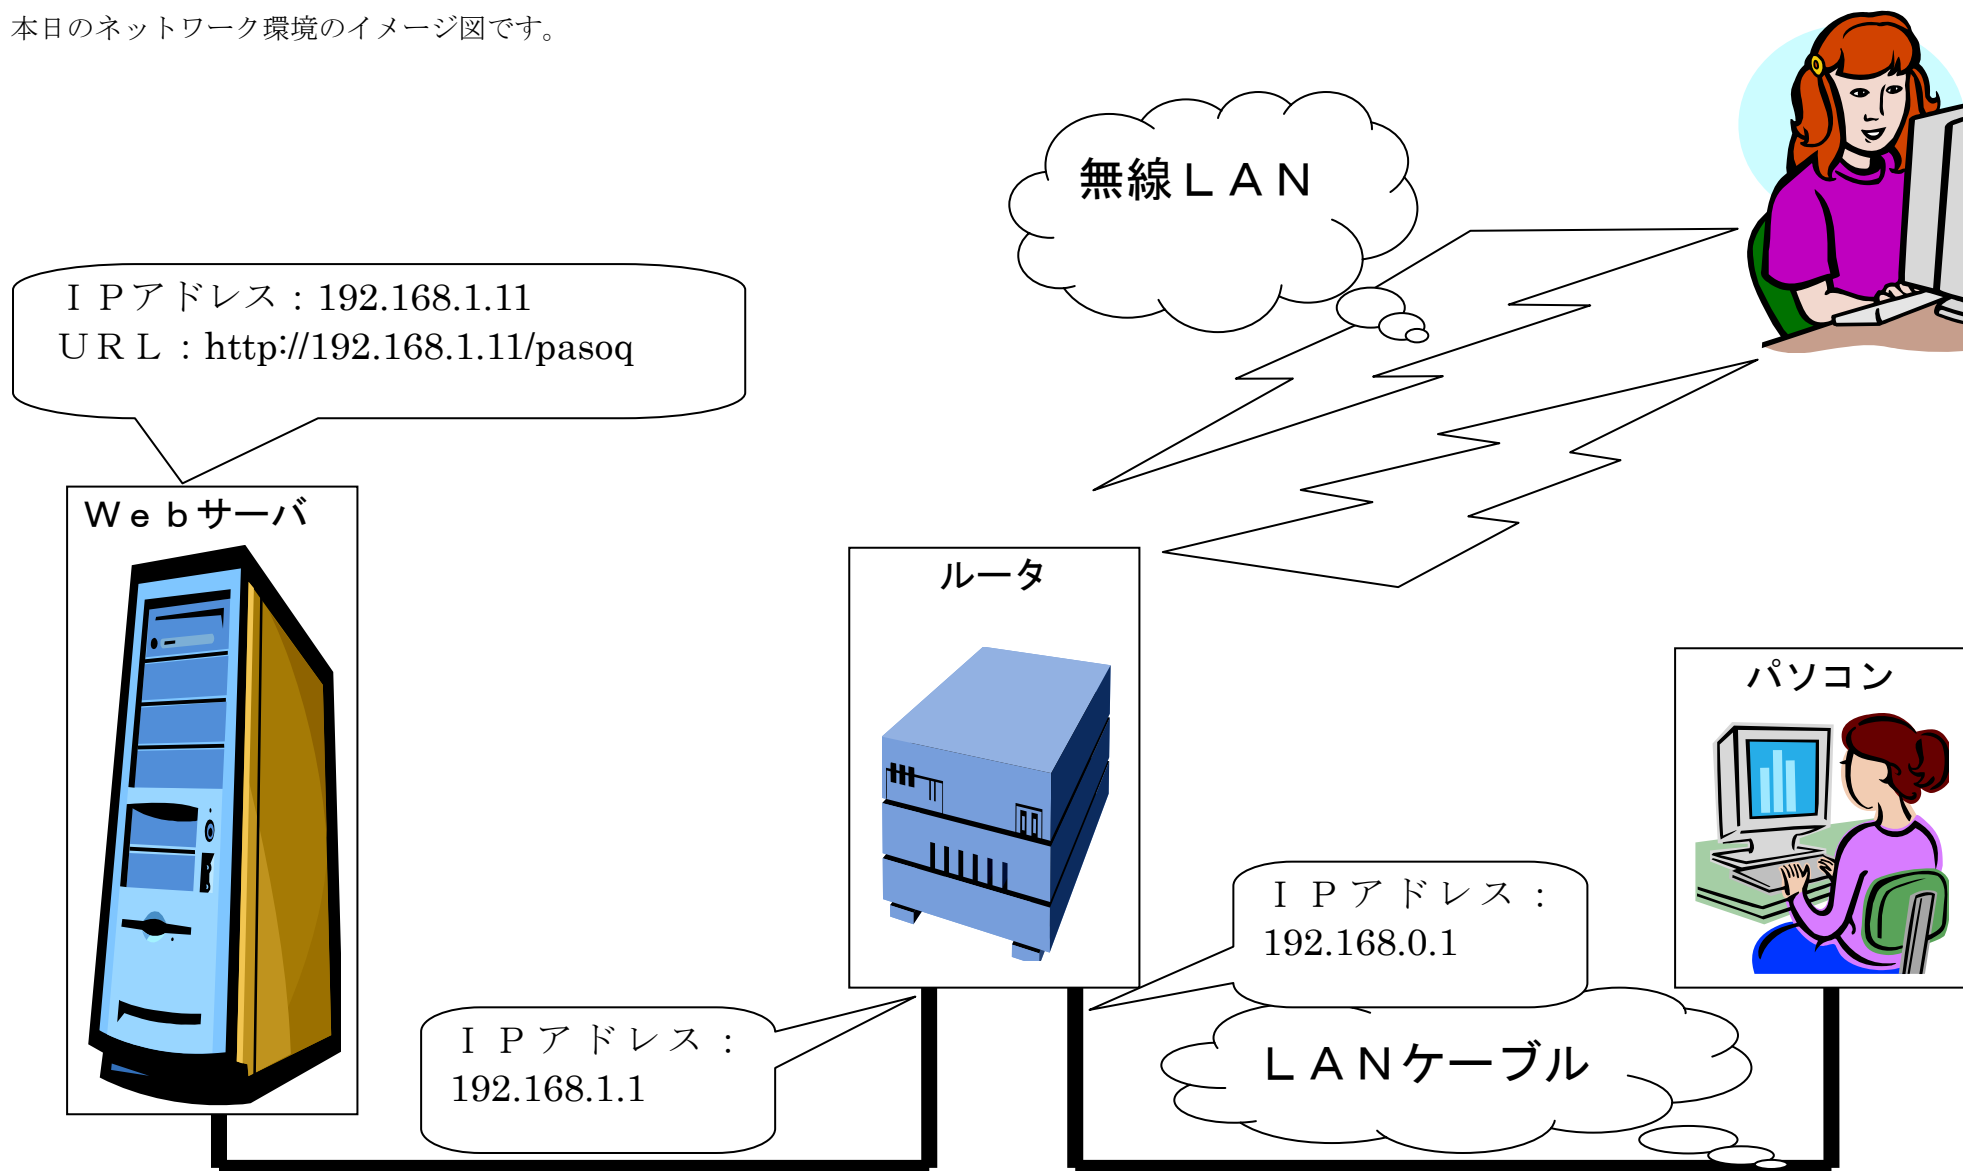 本日のネットワーク環境のイメージ図です。
無線ＬＡＮ
ＩＰアドレス：192.168.1.11
ＵＲＬ：http://192.168.1.11/pasoq
Ｗｅｂサーバ
ルータ
パソコン
ＩＰアドレス：
192.168.0.1
ＩＰアドレス：
192.168.1.1
ＬＡＮケーブル